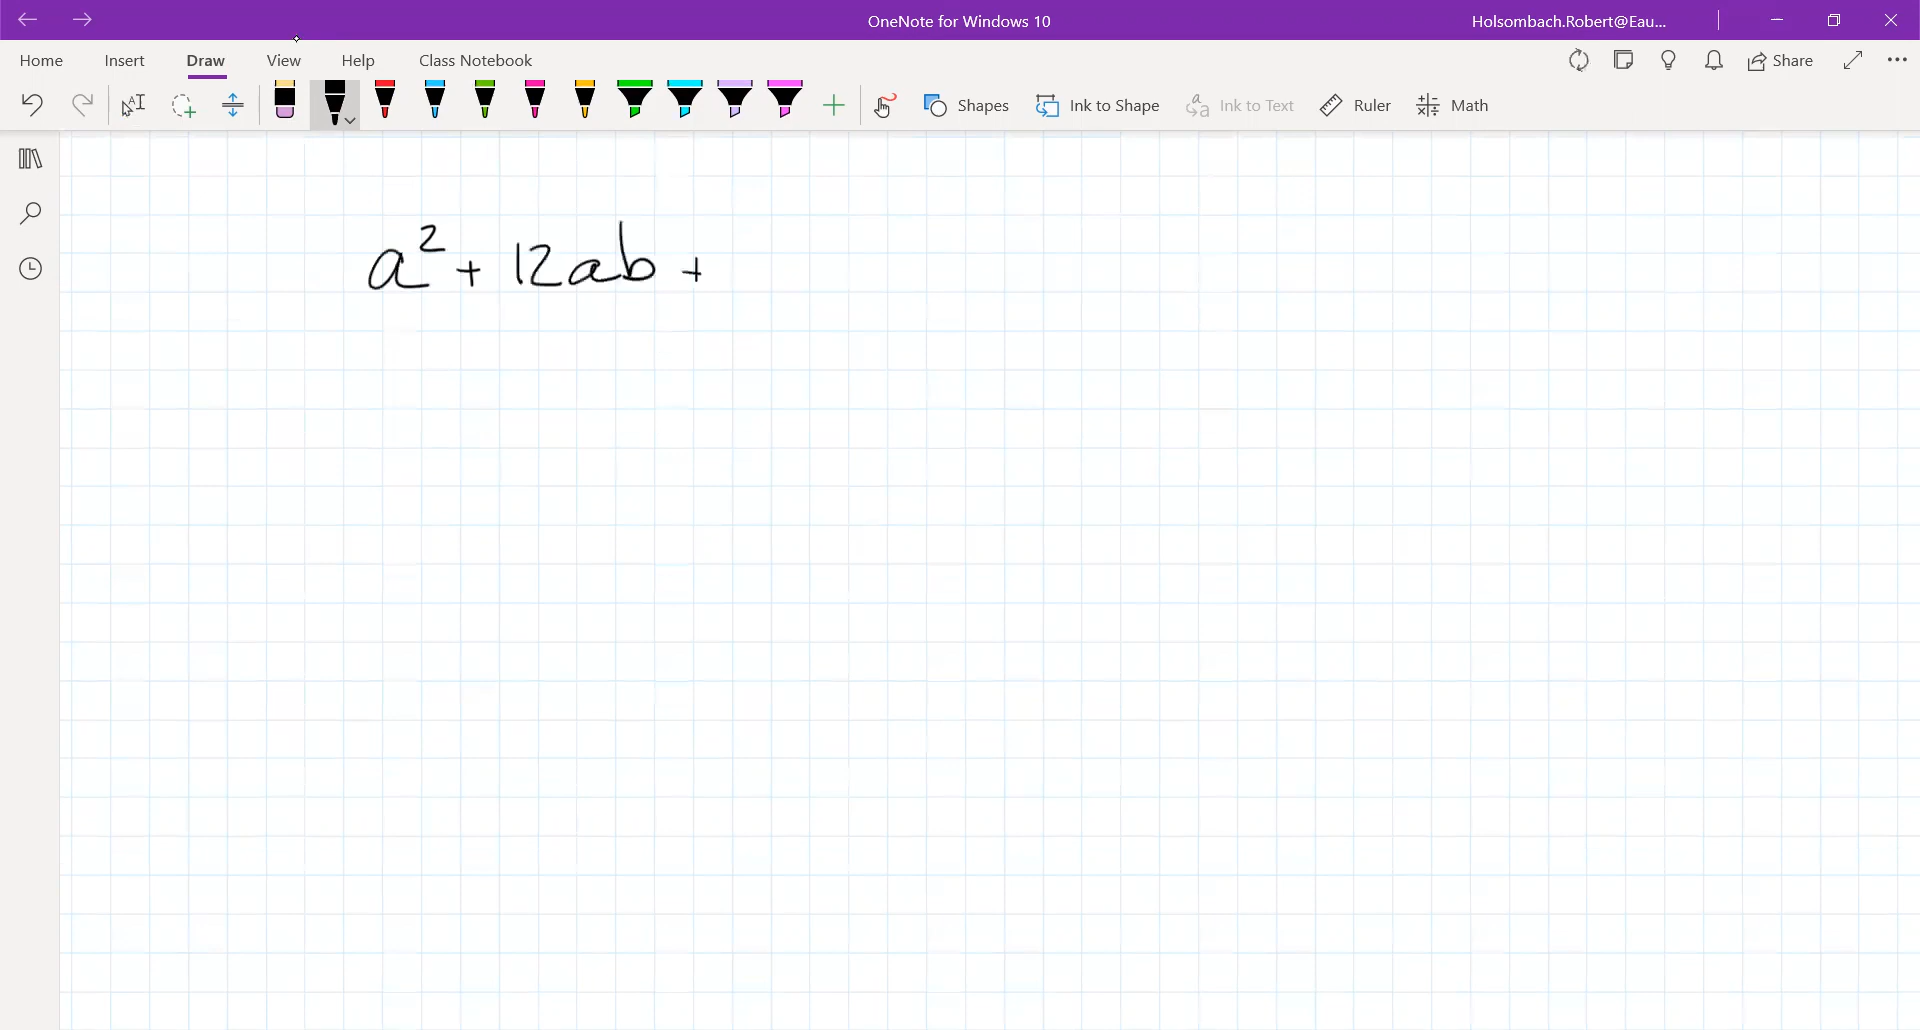 OneNote for Windows 10
Holsombach.Robert@Eau...
Home Insert Draw View Help Class Notebook
Share
Shapes Ink to Shape Ink to Text Ruler Math
a² + 12ab +